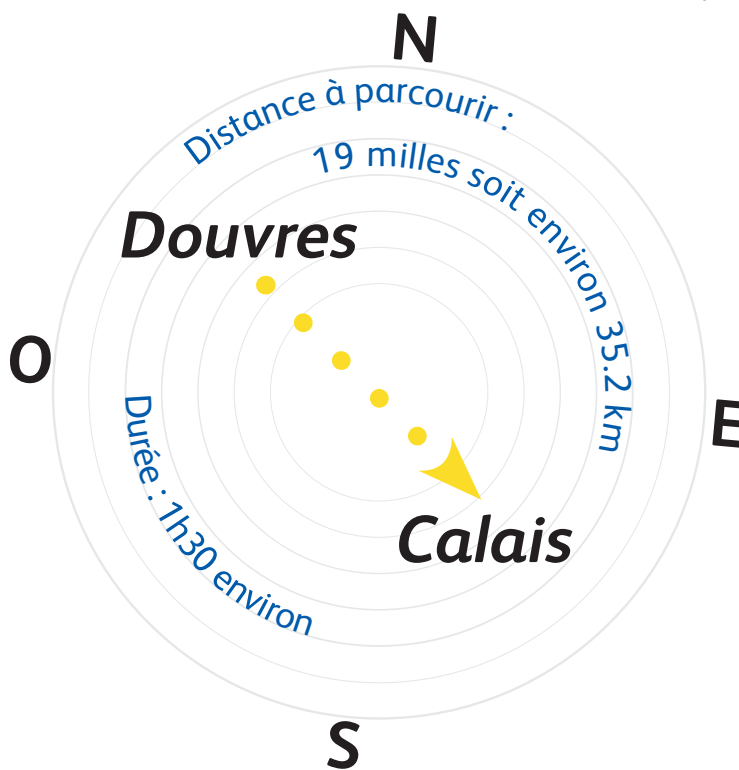 N
Distance à parcourir :
19 milles soit environ 35.2 km
Douvres
O
E
Durée : 1h30 environ
Calais
S